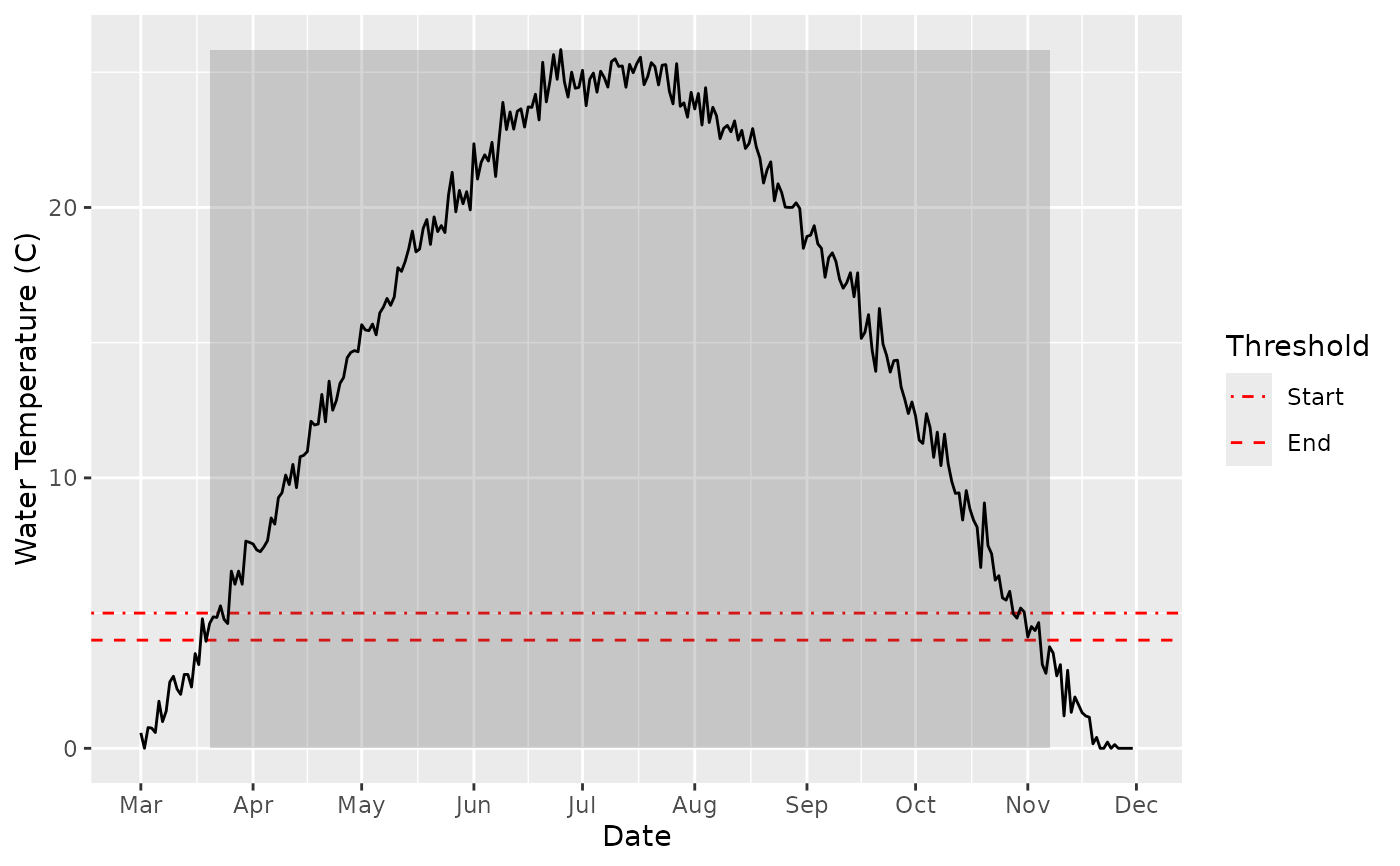 Water Temperature (C)
20
10
0
Mar Apr May Jun Jul Aug Sep Oct Nov Dec
Date
Threshold
Start
End